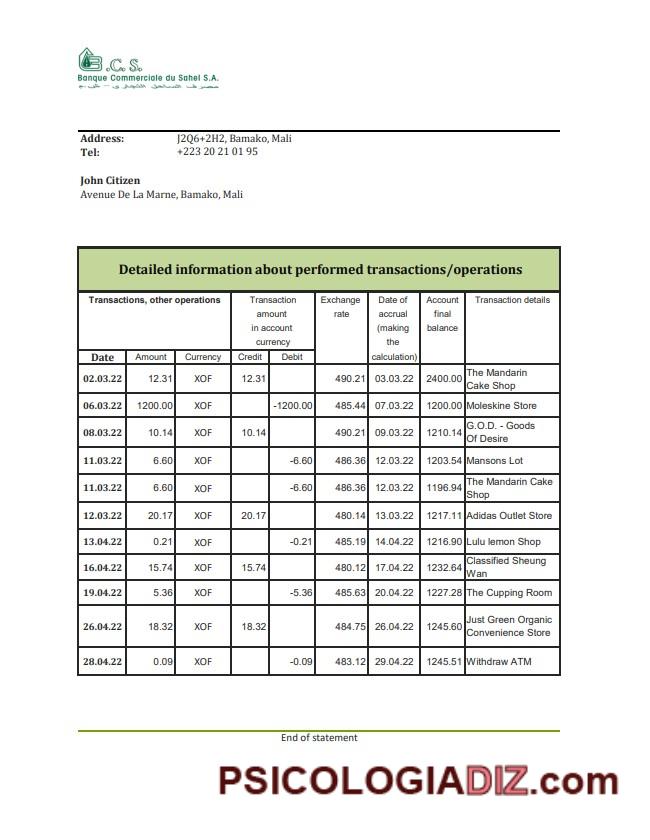 B.C.S.
Banque Commerciale du Sahel S.A.
Address: J2Q6+2H2, Bamako, Mali
Tel: +223 20 21 01 95
John Citizen
Avenue De La Marne, Bamako, Mali
Detailed information about performed transactions/operations
Transactions, other operations Transaction amount in account currency Exchange rate Date of accrual (making the calculation) Account final balance Transaction details
Date Amount Currency Credit Debit
02.03.22 12.31 XOF 12.31 490.21 03.03.22 2400.00 The Mandarin Cake Shop
06.03.22 1200.00 XOF -1200.00 485.44 07.03.22 1200.00 Moleskine Store
08.03.22 10.14 XOF 10.14 490.21 09.03.22 1210.14 G.O.D. - Goods Of Desire
11.03.22 6.60 XOF -6.60 486.36 12.03.22 1203.54 Mansons Lot
11.03.22 6.60 XOF -6.60 486.36 12.03.22 1196.94 The Mandarin Cake Shop
12.03.22 20.17 XOF 20.17 480.14 13.03.22 1217.11 Adidas Outlet Store
13.04.22 0.21 XOF -0.21 485.19 14.04.22 1216.90 Lulu lemon Shop
16.04.22 15.74 XOF 15.74 480.12 17.04.22 1232.64 Classified Sheung Wan
19.04.22 5.36 XOF -5.36 485.63 20.04.22 1227.28 The Cupping Room
26.04.22 18.32 XOF 18.32 484.75 26.04.22 1245.60 Just Green Organic Convenience Store
28.04.22 0.09 XOF -0.09 483.12 29.04.22 1245.51 Withdraw ATM
End of statement
PSICOLOGIADIZ.com